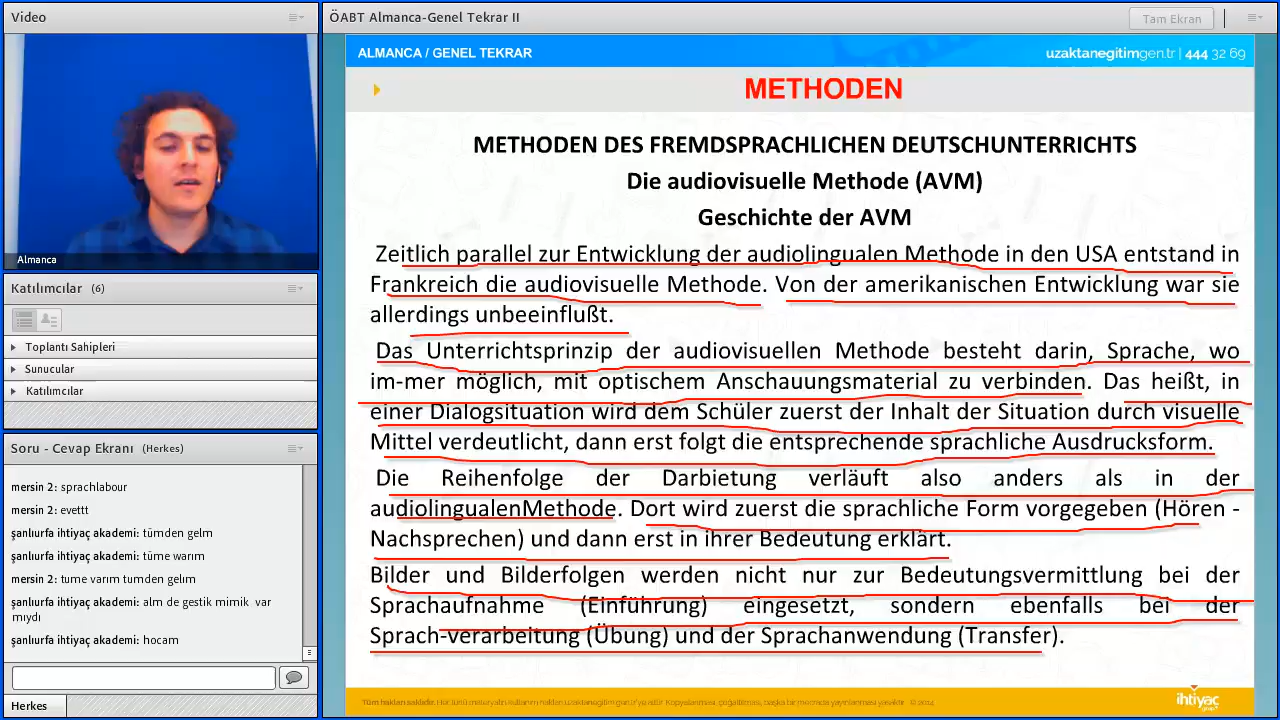 Video
Almanca
Katılımcılar (6)
Toplantı Sahipleri
Sunucular
Katılımcılar
Soru - Cevap Ekranı (Herkes)
mersin 2: sprachlabour
mersin 2: evettt
şanlıurfa ihtiyaç akademi: tümden gelm
şanlıurfa ihtiyaç akademi: tüme warım
mersin 2: tume varım tumden gelım
şanlıurfa ihtiyaç akademi: alm de gestik mimik var
mıydı
şanlıurfa ihtiyaç akademi: hocam
Herkes
ÖABT Almanca-Genel Tekrar II
Tam Ekran
ALMANCA / GENEL TEKRAR
uzaktanegitimgen.tr | 444 32 69
METHODEN
METHODEN DES FREMDSPRACHLICHEN DEUTSCHUNTERRICHTS
Die audiovisuelle Methode (AVM)
Geschichte der AVM
Zeitlich parallel zur Entwicklung der audiolingualen Methode in den USA entstand in
Frankreich die audiovisuelle Methode. Von der amerikanischen Entwicklung war sie
allerdings unbeeinflußt.
Das Unterrichtsprinzip der audiovisuellen Methode besteht darin, Sprache, wo
im-mer möglich, mit optischem Anschauungsmaterial zu verbinden. Das heißt, in
einer Dialogsituation wird dem Schüler zuerst der Inhalt der Situation durch visuelle
Mittel verdeutlicht, dann erst folgt die entsprechende sprachliche Ausdrucksform.
Die Reihenfolge der Darbietung verläuft also anders als in der
audiolingualenMethode. Dort wird zuerst die sprachliche Form vorgegeben (Hören -
Nachsprechen) und dann erst in ihrer Bedeutung erklärt.
Bilder und Bilderfolgen werden nicht nur zur Bedeutungsvermittlung bei der
Sprachaufnahme (Einführung) eingesetzt, sondern ebenfalls bei der
Sprach-verarbeitung (Übung) und der Sprachanwendung (Transfer).
Tüm hakları saklıdır.
© 2014
ihtiyaç